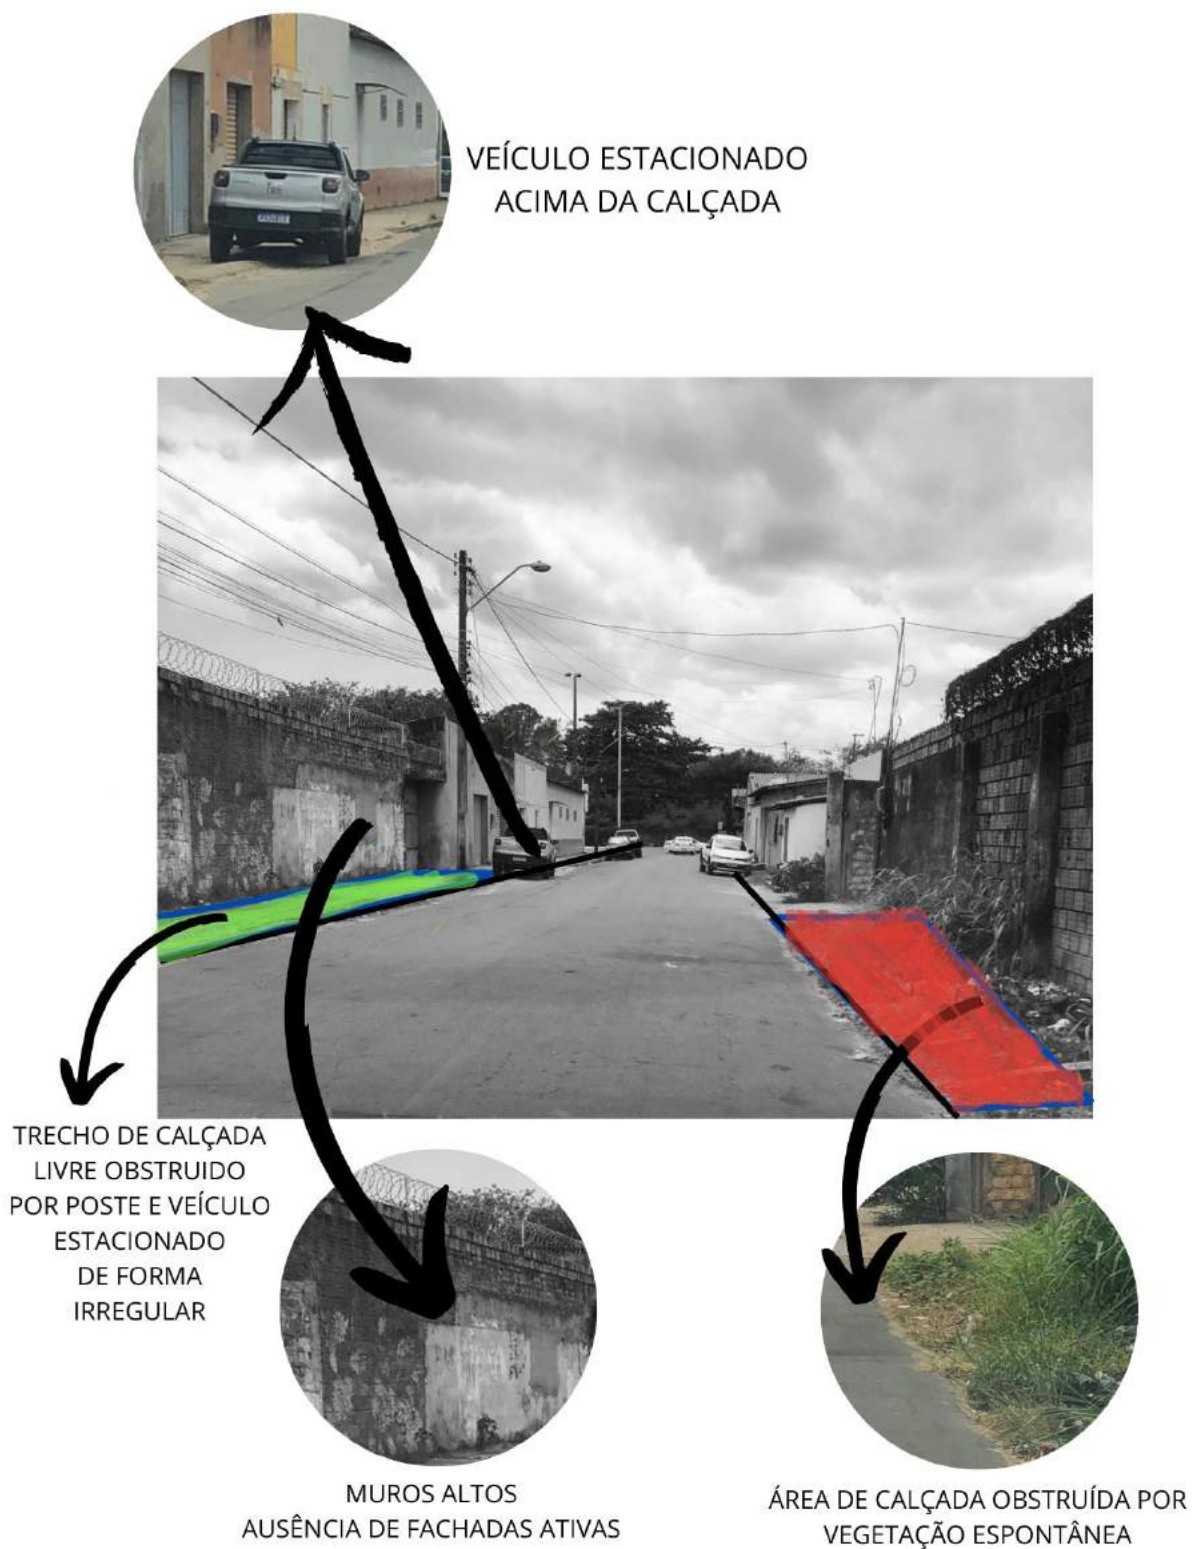 VEÍCULO ESTACIONADO
ACIMA DA CALÇADA
TRECHO DE CALÇADA
LIVRE OBSTRUIDO
POR POSTE E VEÍCULO
ESTACIONADO
DE FORMA
IRREGULAR
MUROS ALTOS
AUSÊNCIA DE FACHADAS ATIVAS
ÁREA DE CALÇADA OBSTRUÍDA POR
VEGETAÇÃO ESPONTÂNEA